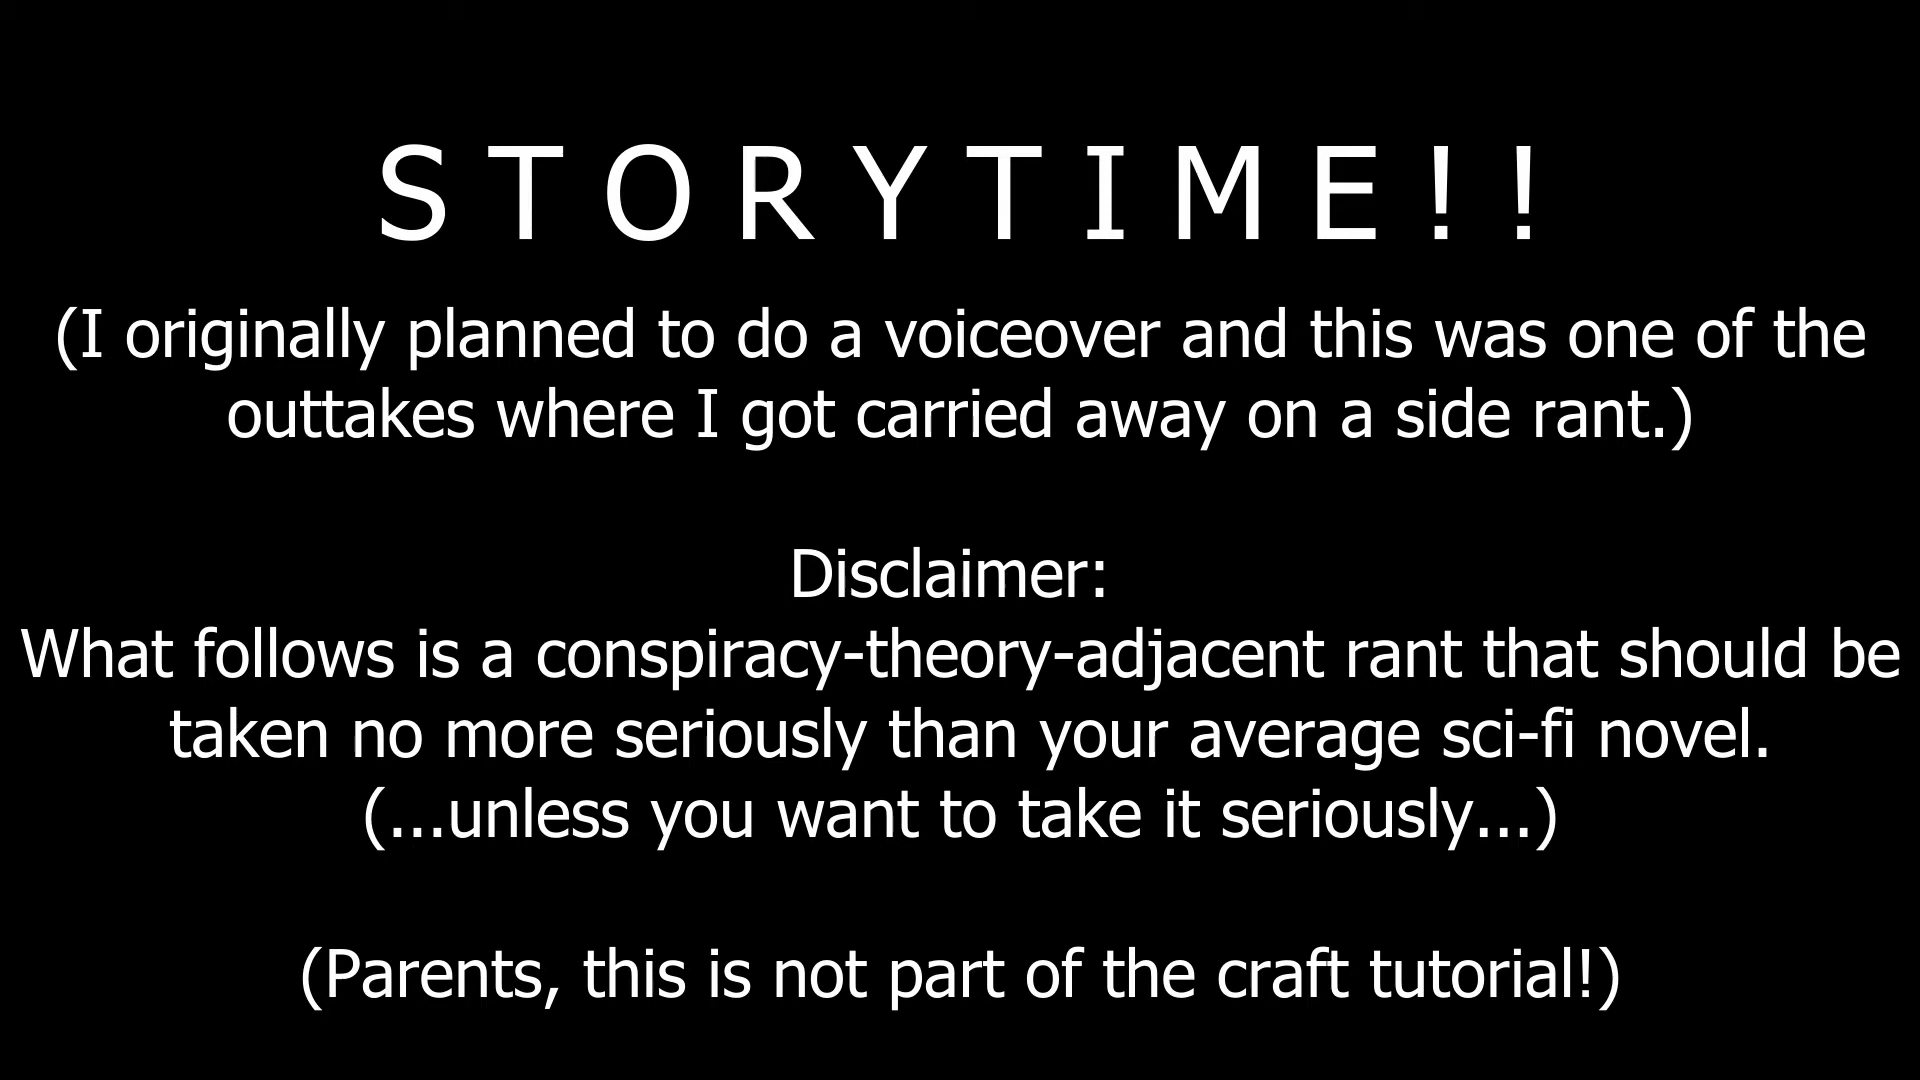 S T O R Y T I M E ! !
(I originally planned to do a voiceover and this was one of the
outtakes where I got carried away on a side rant.)
Disclaimer:
What follows is a conspiracy-theory-adjacent rant that should be
taken no more seriously than your average sci-fi novel.
(...unless you want to take it seriously...)
(Parents, this is not part of the craft tutorial!)